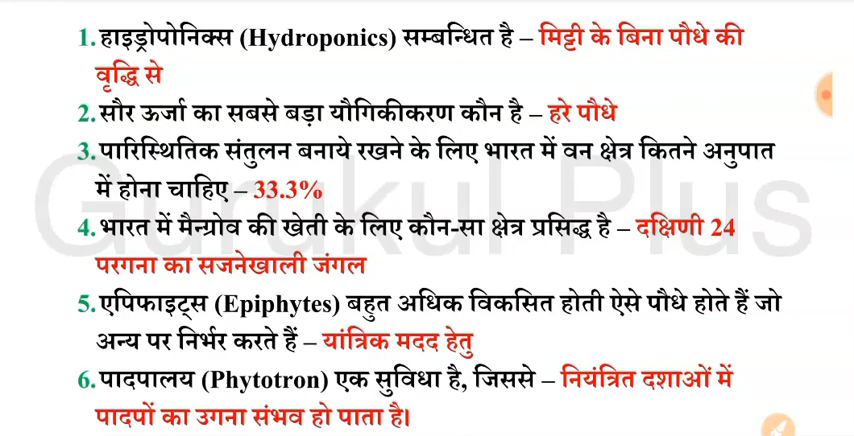 1. हाइड्रोपोनिक्स (Hydroponics) सम्बन्धित है – मिट्टी के बिना पौधे की
वृद्धि से
2. सौर ऊर्जा का सबसे बड़ा यौगिकीकरण कौन है – हरे पौधे
3. पारिस्थितिक संतुलन बनाये रखने के लिए भारत में वन क्षेत्र कितने अनुपात
में होना चाहिए – 33.3%
4. भारत में मैन्ग्रोव की खेती के लिए कौन-सा क्षेत्र प्रसिद्ध है – दक्षिणी 24
परगना का सजनेखाली जंगल
5. एपिफाइट्स (Epiphytes) बहुत अधिक विकसित होती ऐसे पौधे होते हैं जो
अन्य पर निर्भर करते हैं – यांत्रिक मदद हेतु
6. पादपालय (Phytotron) एक सुविधा है, जिससे – नियंत्रित दशाओं में
पादपों का उगना संभव हो पाता है।
Gurukul Plus